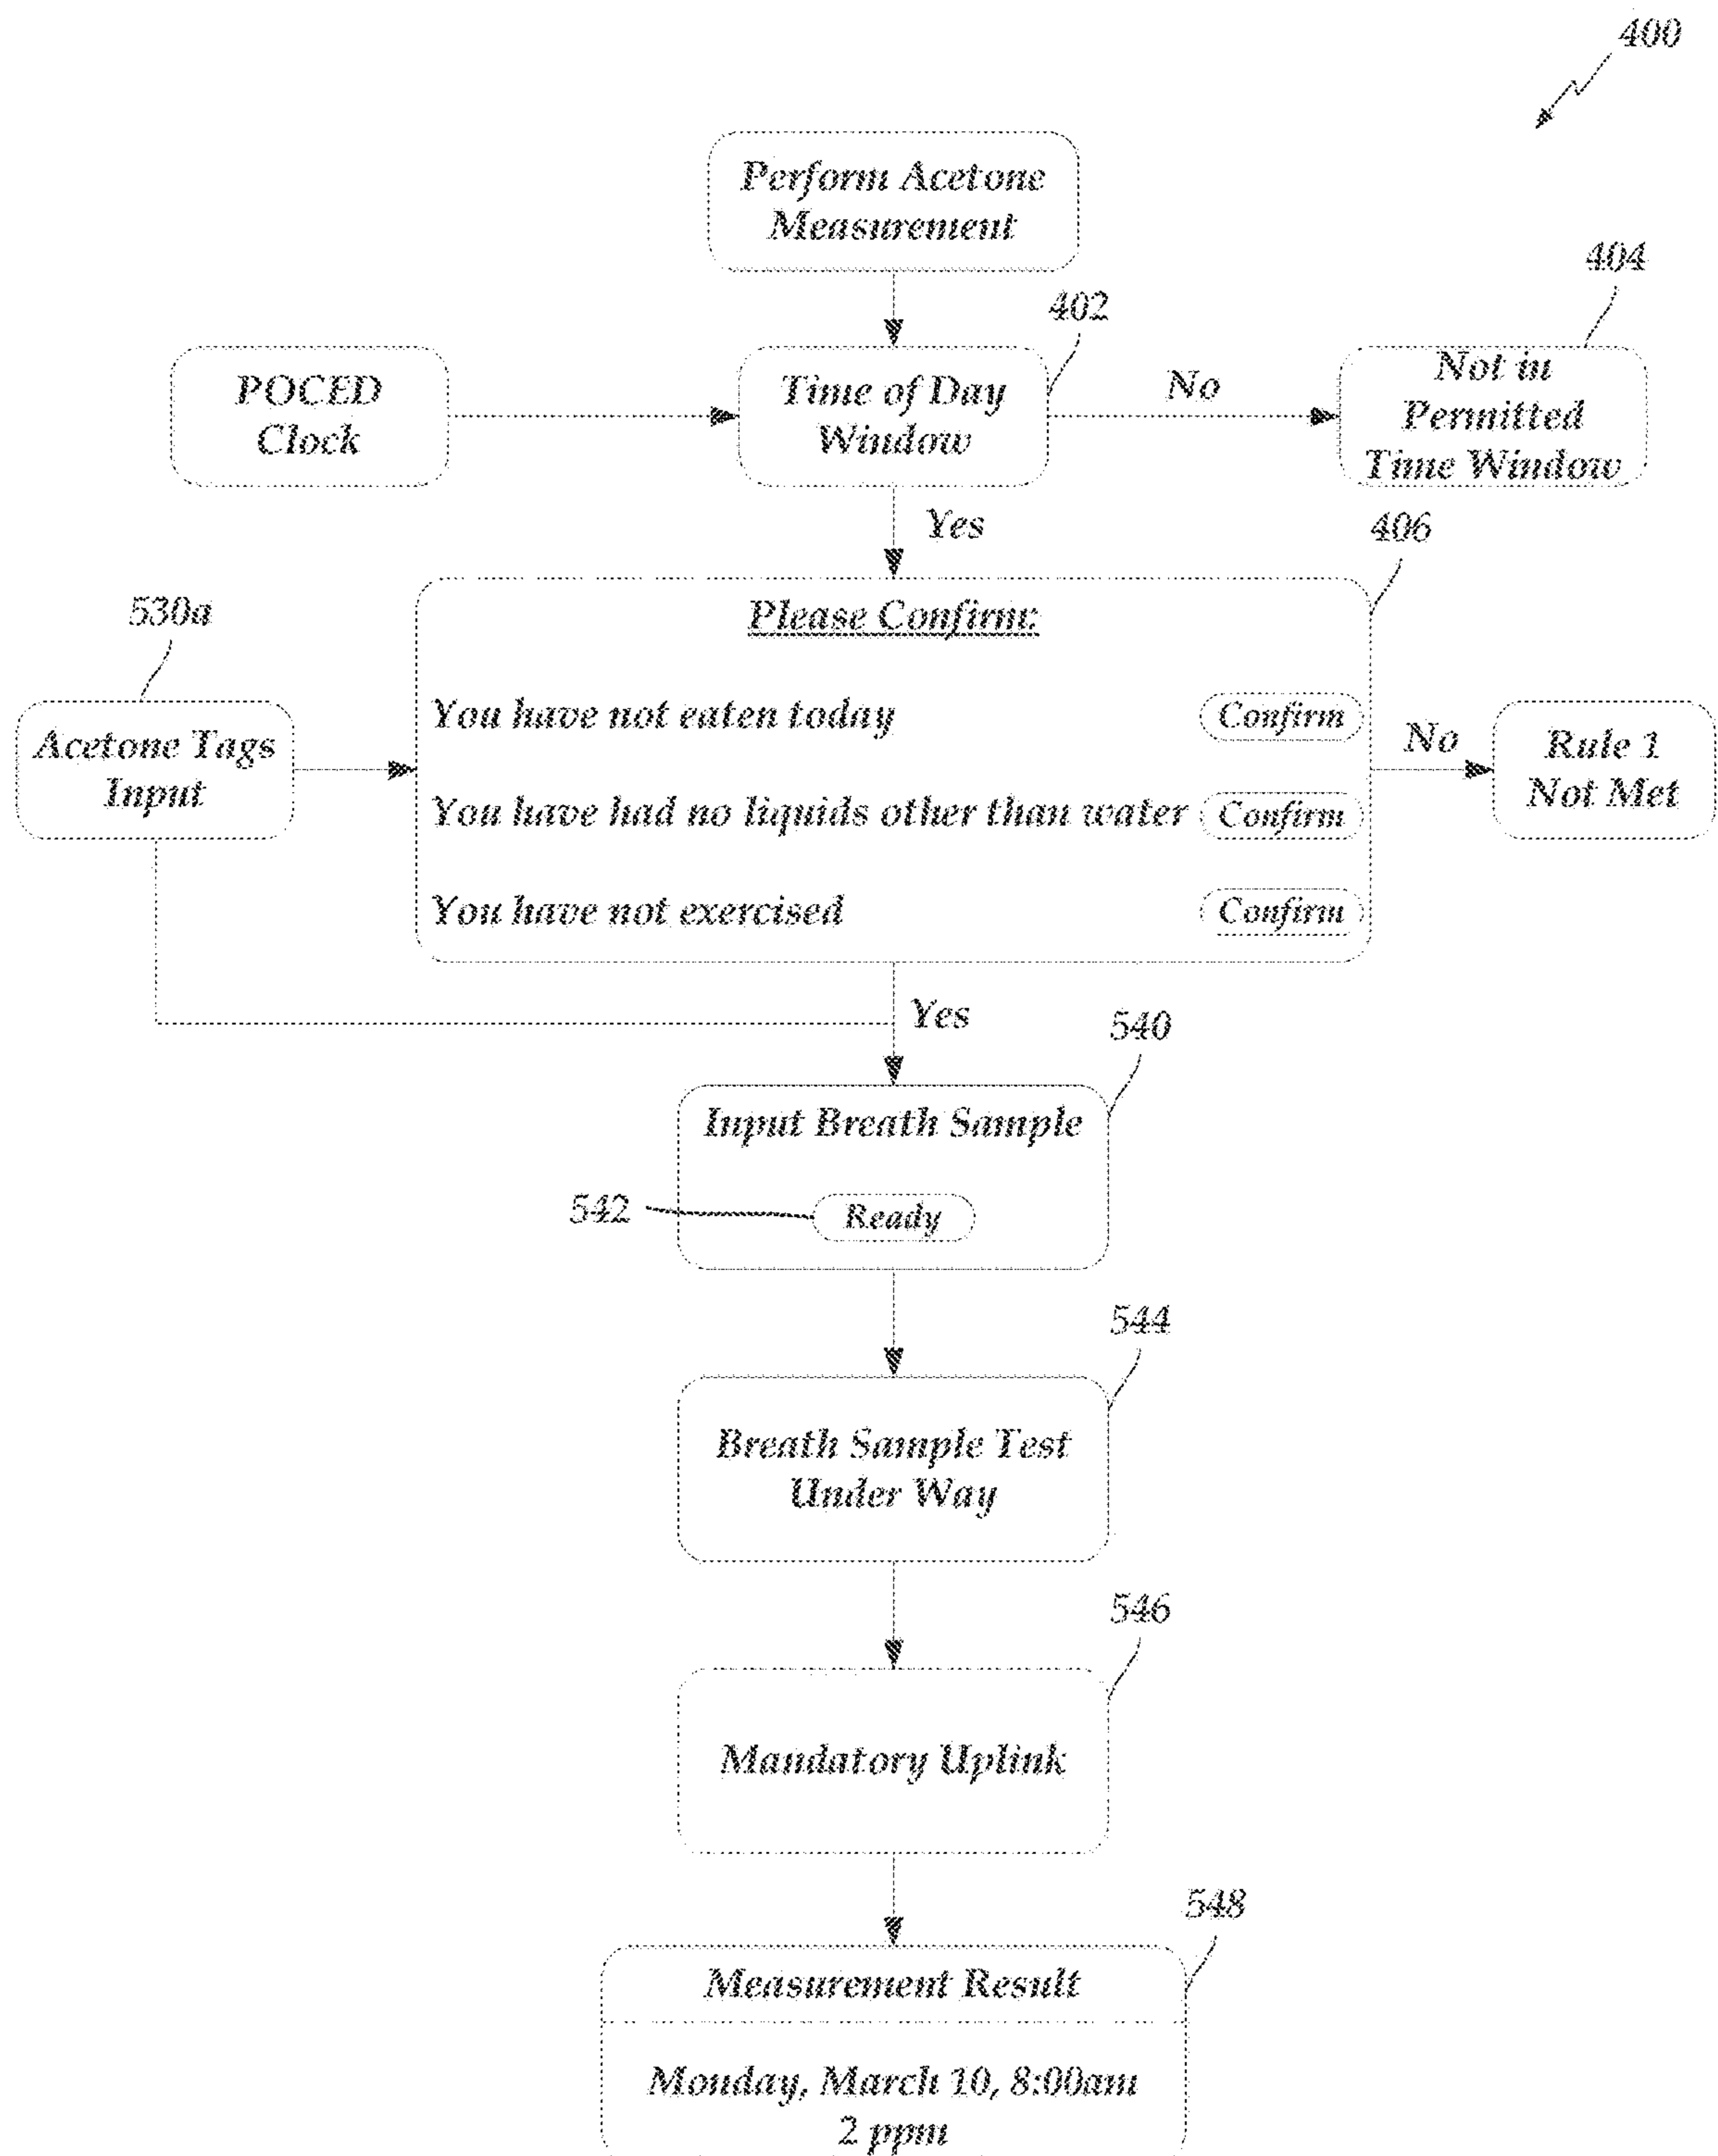 400
Perform Acetone
Measurement
402
404
POCED
Clock
Time of Day
Window
No
Not in
Permitted
Time Window
Yes
406
530a
Please Confirm:
Acetone Tags
Input
You have not eaten today
Confirm
You have had no liquids other than water
Confirm
You have not exercised
Confirm
No
Rule 1
Not Met
Yes
540
Input Breath Sample
542
Ready
544
Breath Sample Test
Under Way
546
Mandatory Uplink
548
Measurement Result
Monday, March 10, 8:00am
2 ppm